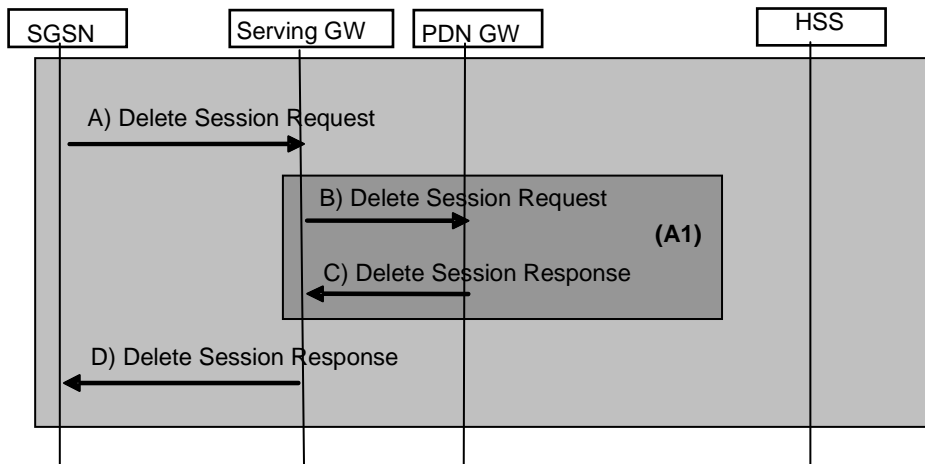 SGSN
Serving GW
PDN GW
HSS
A) Delete Session Request
B) Delete Session Request
(A1)
C) Delete Session Response
D) Delete Session Response